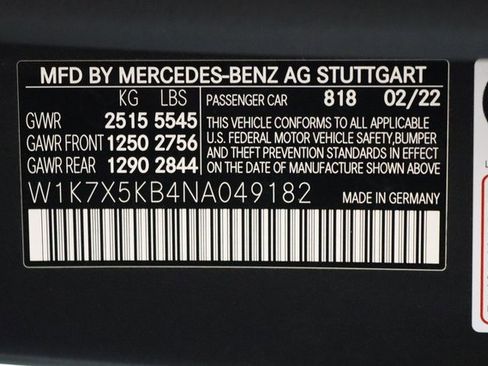 MFD BY MERCEDES-BENZ AG STUTTGART
KG LBS PASSENGER CAR 818 02/22
GVWR 2515 5545
GAWR FRONT 1250 2756
GAWR REAR 1290 2844
THIS VEHICLE CONFORMS TO ALL APPLICABLE
U.S. FEDERAL MOTOR VEHICLE SAFETY,BUMPER
AND THEFT PREVENTION STANDARDS IN EFFECT
ON THE DATE OF MANUFACTURE SHOWN ABOVE
W1K7X5KB4NA049182 MADE IN GERMANY